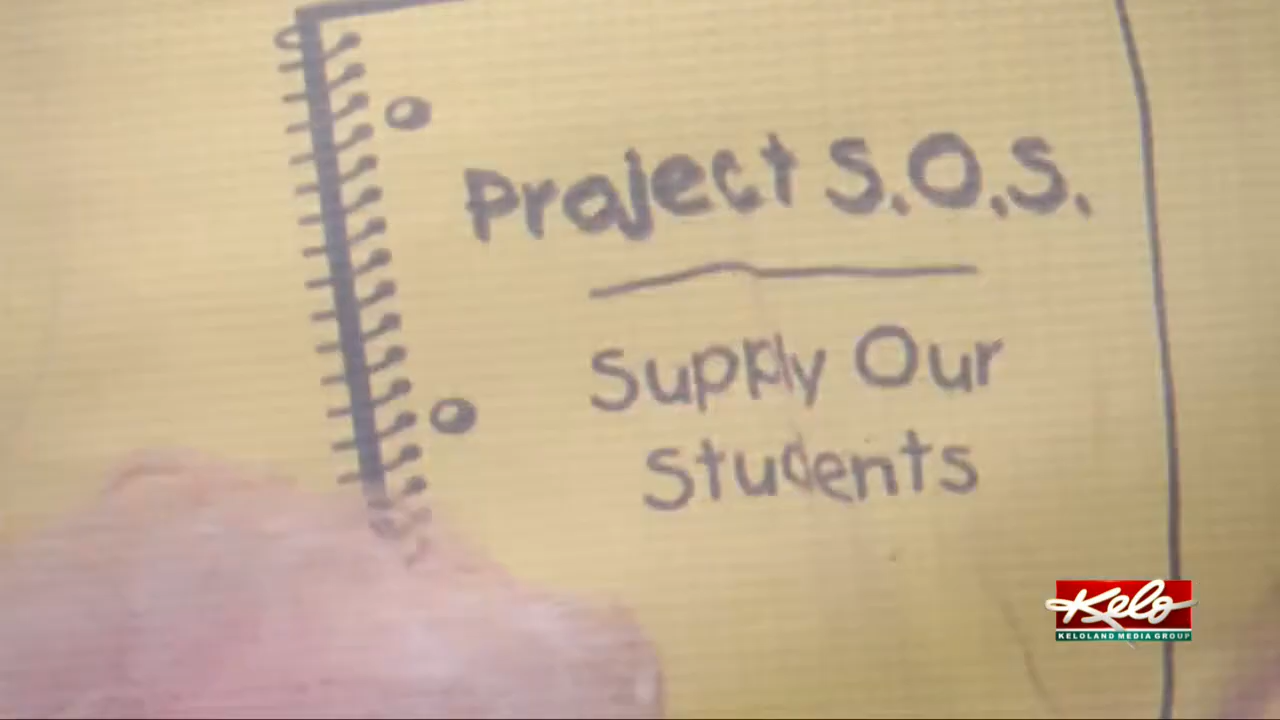 Project S.O.S.
Supply Our
Students
Kelo
KELOLAND MEDIA GROUP